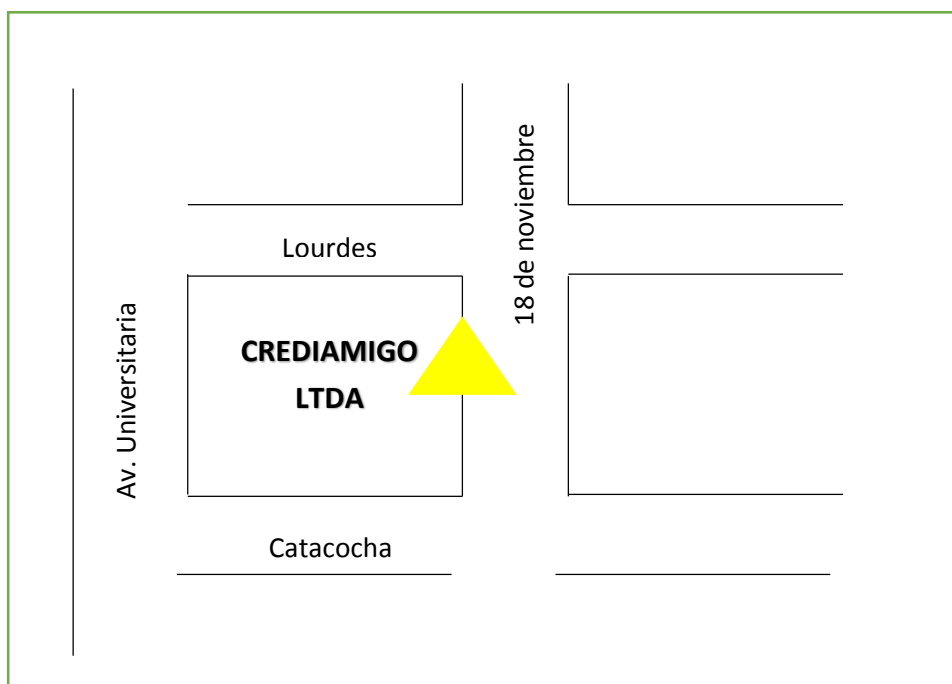 18 de noviembre
Lourdes
Av. Universitaria
CREDIAMIGO
LTDA
Catacocha